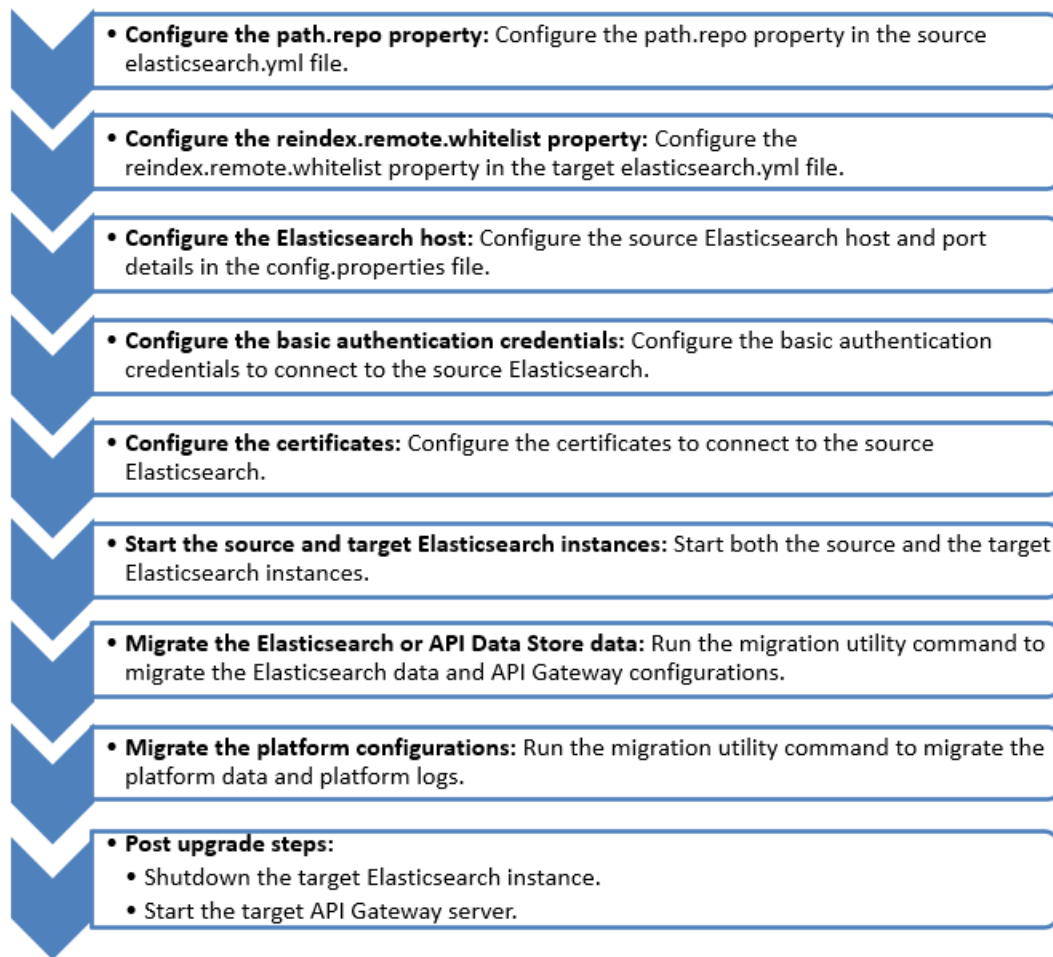 • Configure the path.repo property: Configure the path.repo property in the source
elasticsearch.yml file.
• Configure the reindex.remote.whitelist property: Configure the
reindex.remote.whitelist property in the target elasticsearch.yml file.
• Configure the Elasticsearch host: Configure the source Elasticsearch host and port
details in the config.properties file.
• Configure the basic authentication credentials: Configure the basic authentication
credentials to connect to the source Elasticsearch.
• Configure the certificates: Configure the certificates to connect to the source
Elasticsearch.
• Start the source and target Elasticsearch instances: Start both the source and the target
Elasticsearch instances.
• Migrate the Elasticsearch or API Data Store data: Run the migration utility command to
migrate the Elasticsearch data and API Gateway configurations.
• Migrate the platform configurations: Run the migration utility command to migrate the
platform data and platform logs.
• Post upgrade steps:
• Shutdown the target Elasticsearch instance.
• Start the target API Gateway server.